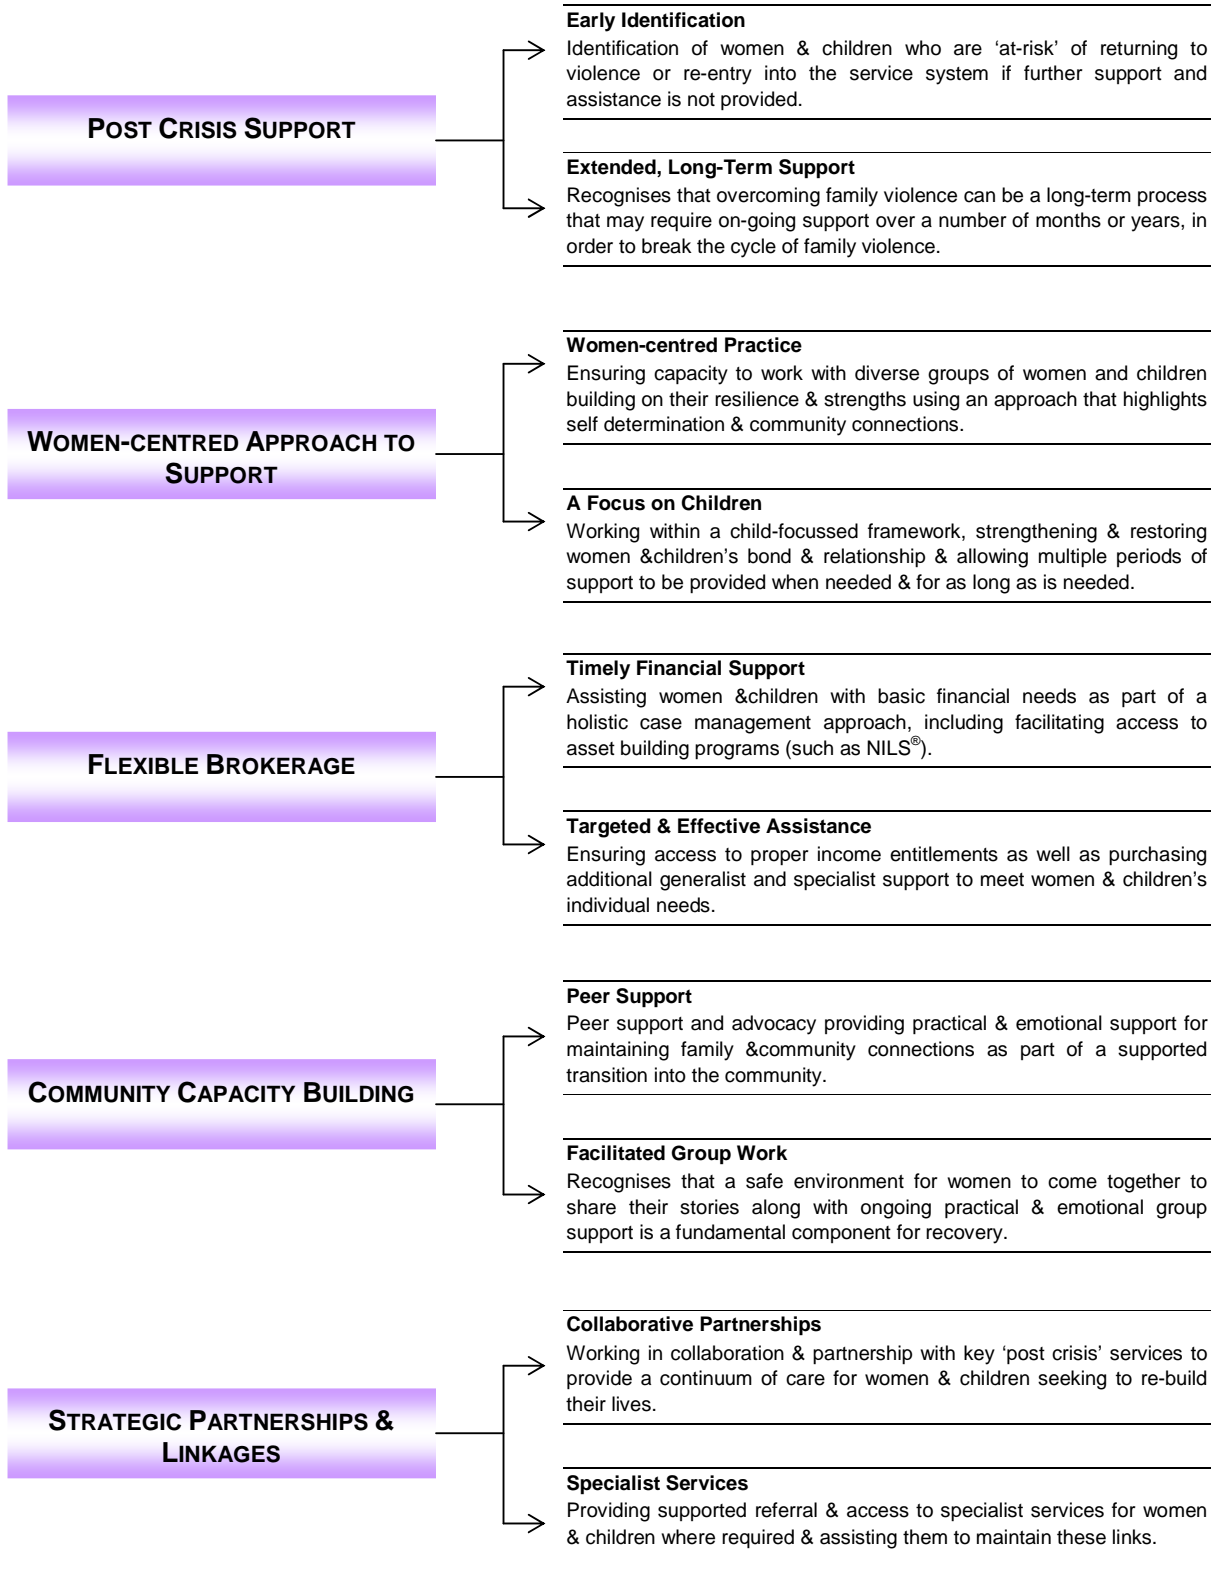 Early Identification
Identification of women & children who are ‘at-risk’ of returning to
violence or re-entry into the service system if further support and
assistance is not provided.
POST CRISIS SUPPORT
Extended, Long-Term Support
Recognises that overcoming family violence can be a long-term process
that may require on-going support over a number of months or years, in
order to break the cycle of family violence.
Women-centred Practice
Ensuring capacity to work with diverse groups of women and children
building on their resilience & strengths using an approach that highlights
self determination & community connections.
WOMEN-CENTRED APPROACH TO
SUPPORT
A Focus on Children
Working within a child-focussed framework, strengthening & restoring
women &children’s bond & relationship & allowing multiple periods of
support to be provided when needed & for as long as is needed.
Timely Financial Support
Assisting women &children with basic financial needs as part of a
holistic case management approach, including facilitating access to
asset building programs (such as NILS®).
FLEXIBLE BROKERAGE
Targeted & Effective Assistance
Ensuring access to proper income entitlements as well as purchasing
additional generalist and specialist support to meet women & children’s
individual needs.
Peer Support
Peer support and advocacy providing practical & emotional support for
maintaining family &community connections as part of a supported
transition into the community.
COMMUNITY CAPACITY BUILDING
Facilitated Group Work
Recognises that a safe environment for women to come together to
share their stories along with ongoing practical & emotional group
support is a fundamental component for recovery.
Collaborative Partnerships
Working in collaboration & partnership with key ‘post crisis’ services to
provide a continuum of care for women & children seeking to re-build
their lives.
STRATEGIC PARTNERSHIPS &
LINKAGES
Specialist Services
Providing supported referral & access to specialist services for women
& children where required & assisting them to maintain these links.